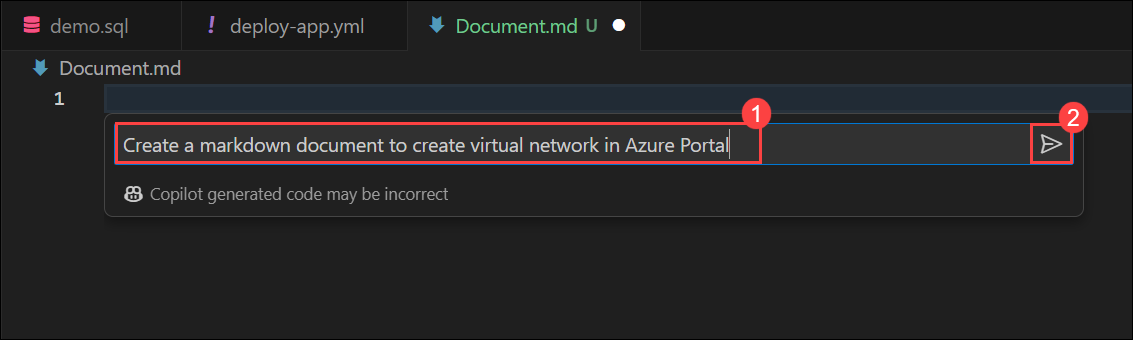 demo.sql ! deploy-app.yml Document.md U
Document.md
1
1
2
Create a markdown document to create virtual network in Azure Portal
Copilot generated code may be incorrect